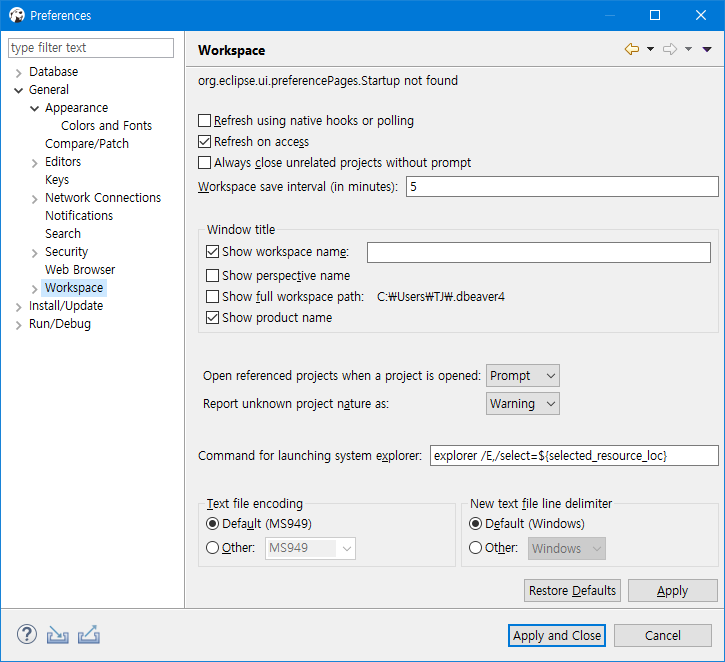 Preferences
type filter text
Database
General
Appearance
Colors and Fonts
Compare/Patch
Editors
Keys
Network Connections
Notifications
Search
Security
Web Browser
Workspace
Install/Update
Run/Debug
Workspace
org.eclipse.ui.preferencePages.Startup not found
Refresh using native hooks or polling
Refresh on access
Always close unrelated projects without prompt
Workspace save interval (in minutes): 5
Window title
Show workspace name:
Show perspective name
Show full workspace path: C:₩Users₩TJ₩.dbeaver4
Show product name
Open referenced projects when a project is opened: Prompt
Report unknown project nature as: Warning
Command for launching system explorer: explorer /E,/select=${selected_resource_loc}
Text file encoding
Default (MS949)
Other: MS949
New text file line delimiter
Default (Windows)
Other: Windows
Restore Defaults Apply
? Apply and Close Cancel